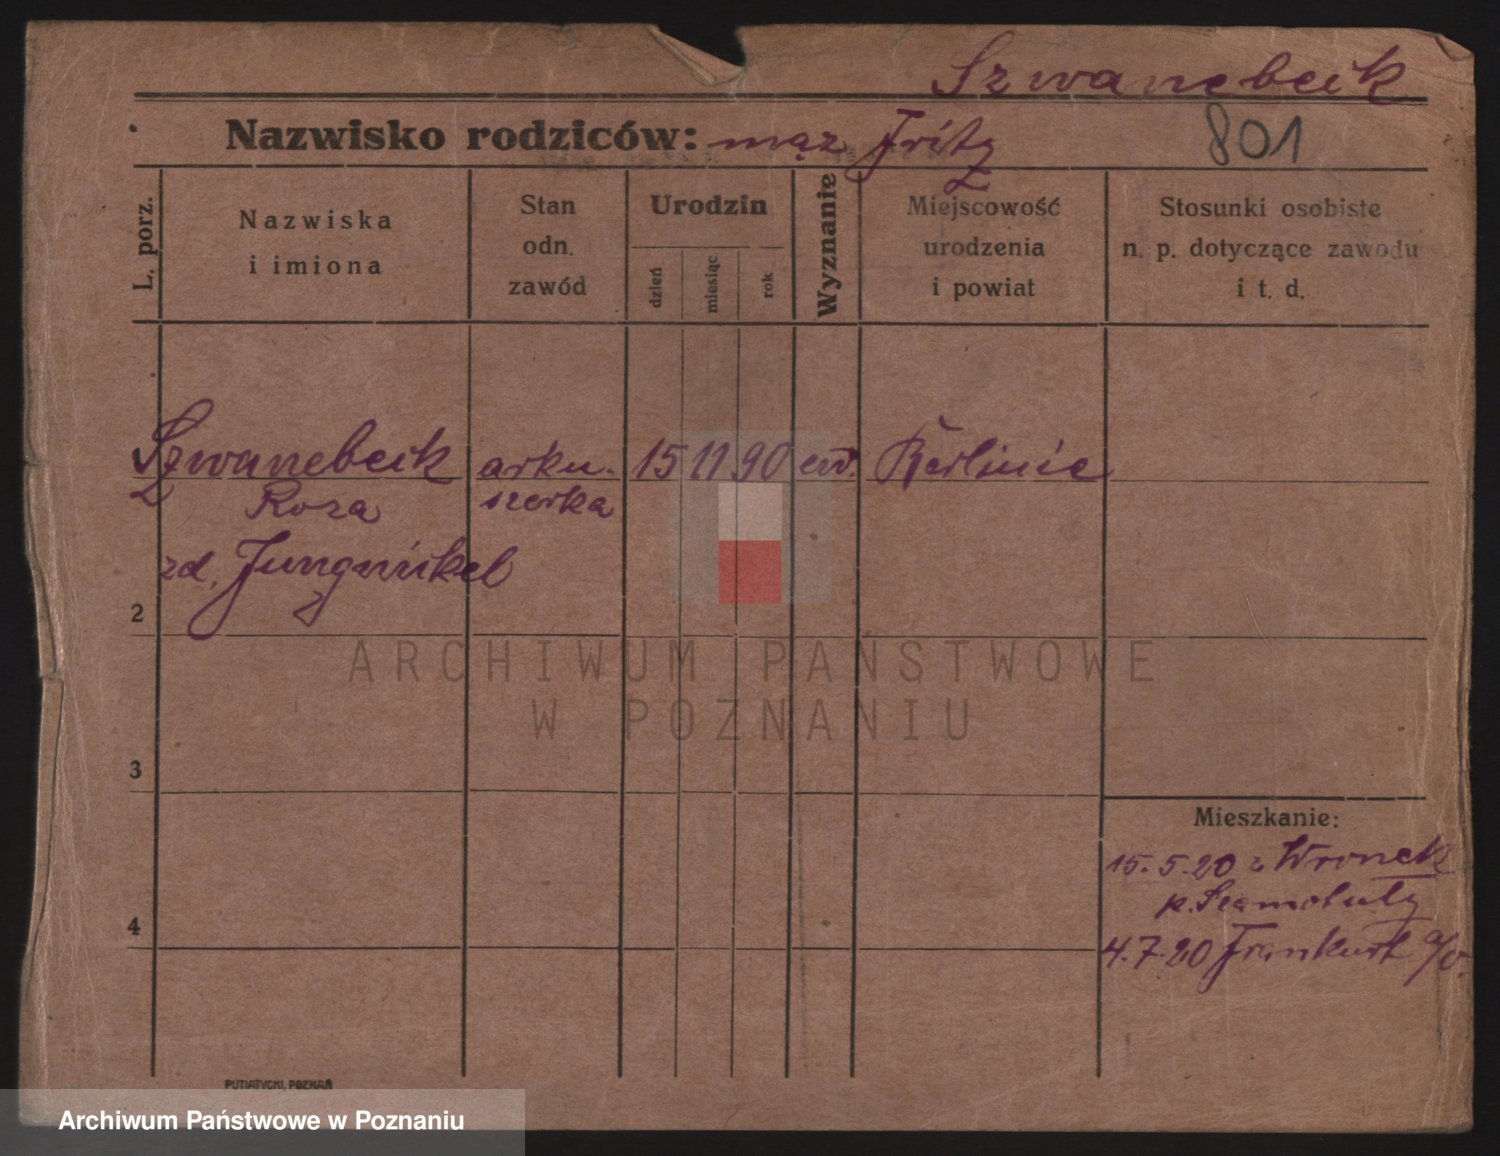 Szwanebeck
Nazwisko rodziców: mąż Fritz
801
L. porz.
Nazwiska
i imiona
Stan
odn.
zawód
Urodzin
dzień
miesiąc
rok
Wyznanie
Miejscowość
urodzenia
i powiat
Stosunki osobiste
n. p. dotyczące zawodu
i t. d.
Szwanebeck arku- 15 11 90 ew. Berlinie
Roza szerka
zd. Jungnickel
2
ARCHIWUM PAŃSTWOWE
W POZNANIU
3
Mieszkanie:
15.5.20 z Wronek
p. Szamotuły
4
4.7.20 Frankurt a/O.
PUTIATYCKI, POZNAŃ
Archiwum Państwowe w Poznaniu